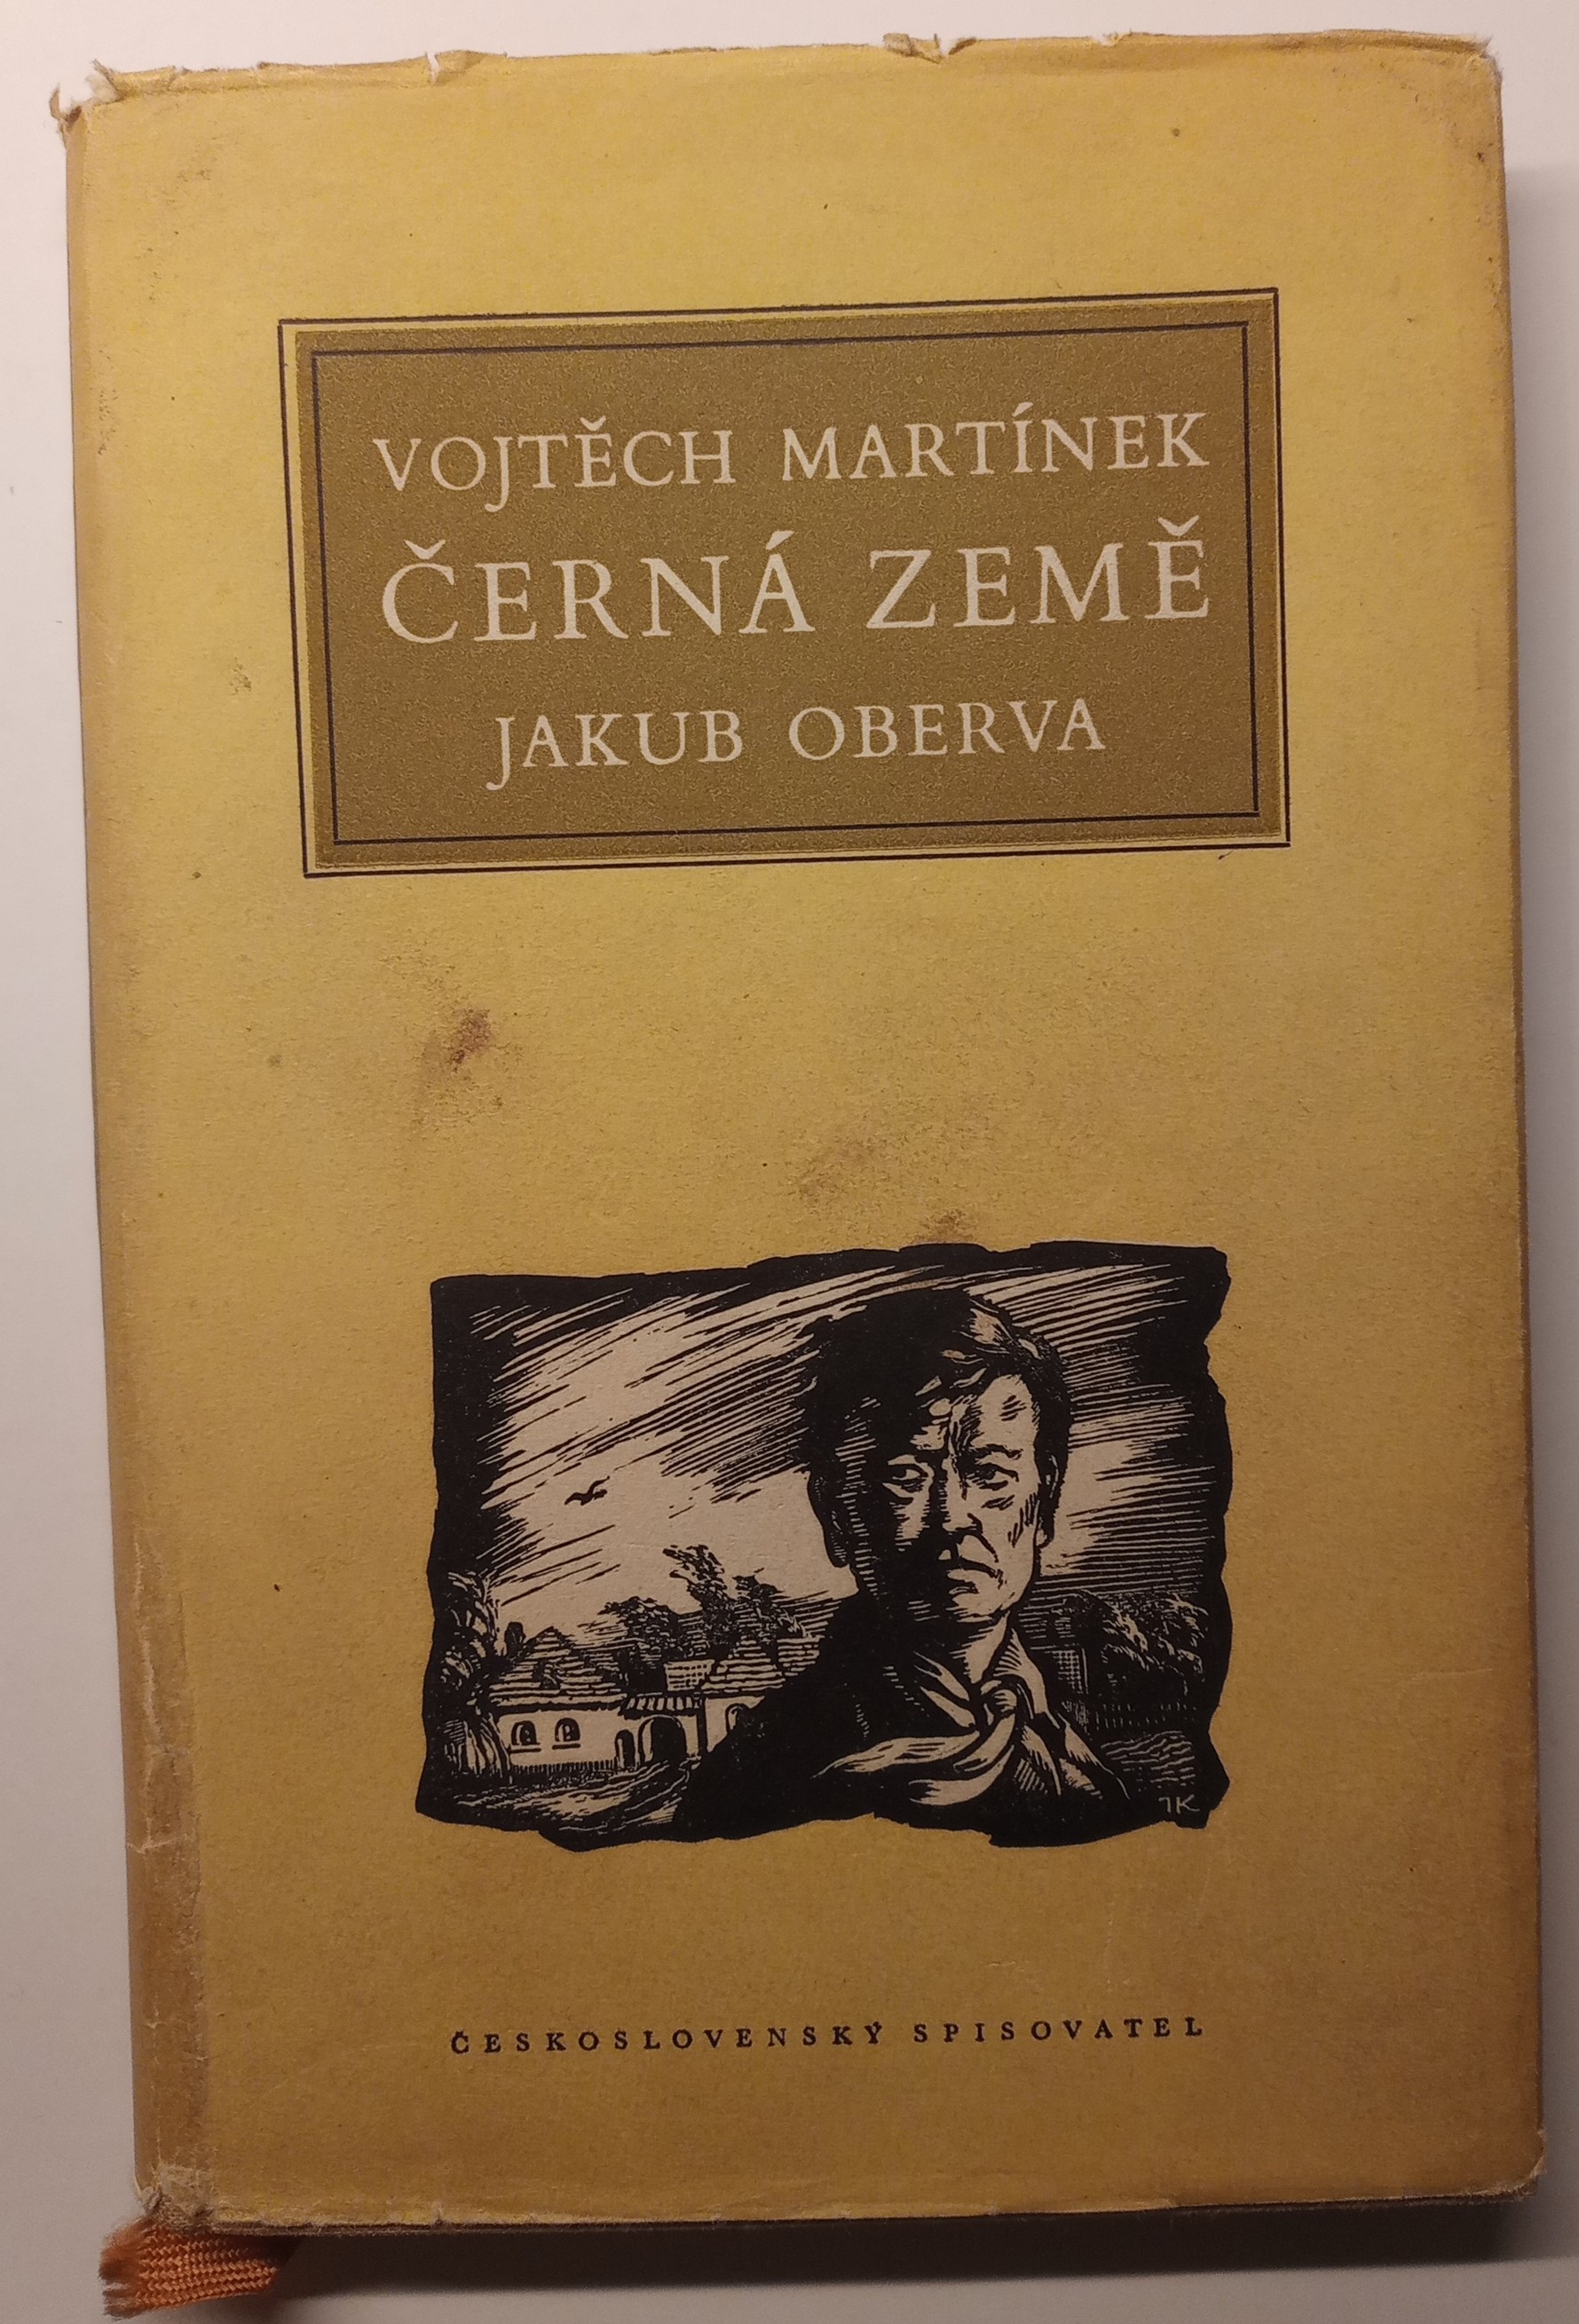 VOJTĚCH MARTÍNEK
ČERNÁ ZEMĚ
JAKUB OBERVA
JK
ČESKOSLOVENSKÝ SPISOVATEL